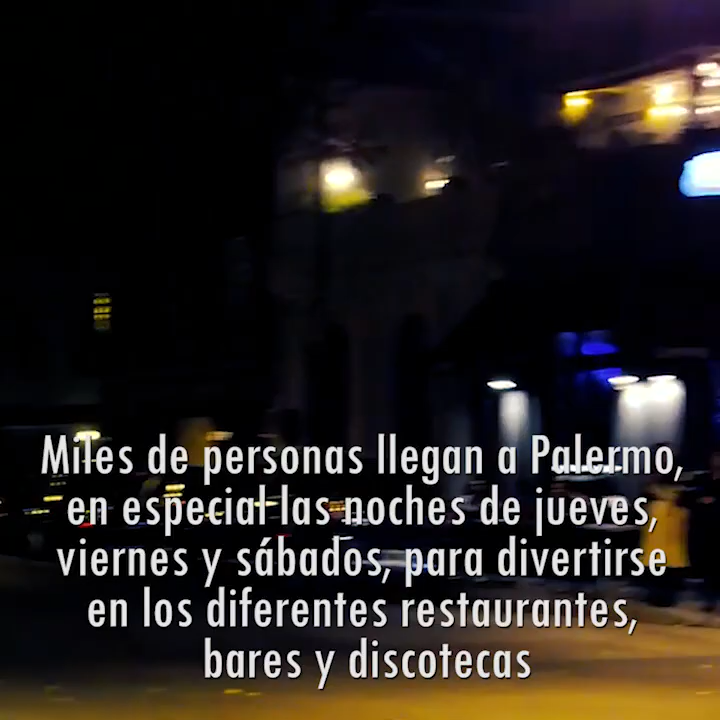 Miles de personas llegan a Palermo,
en especial las noches de jueves,
viernes y sábados, para divertirse
en los diferentes restaurantes,
bares y discotecas